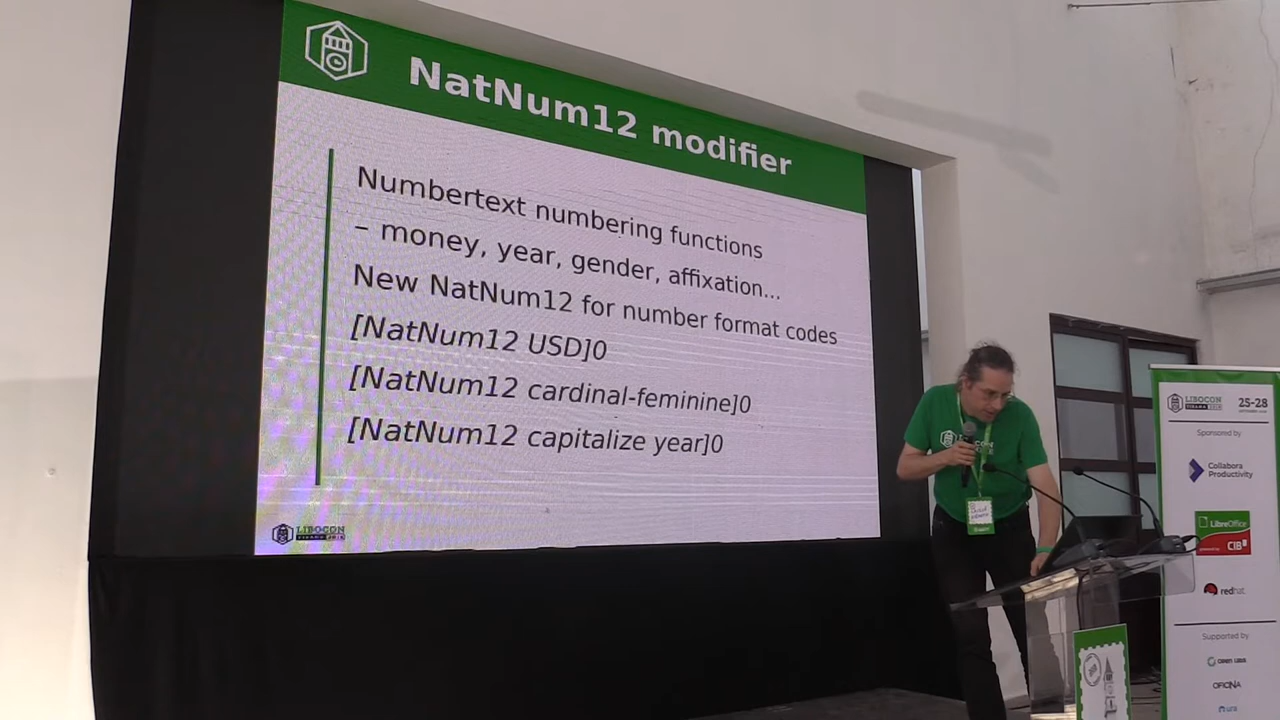 NatNum12 modifier
Numbertext numbering functions
– money, year, gender, affixation...
New NatNum12 for number format codes
[NatNum12 USD]0
[NatNum12 cardinal-feminine]0
[NatNum12 capitalize year]0
LIBOCON
LIBOCON
25-28
Sponsored by
Collabora
Productivity
LibreOffice
powered by CIB
redhat.
Supported by
OFICINA